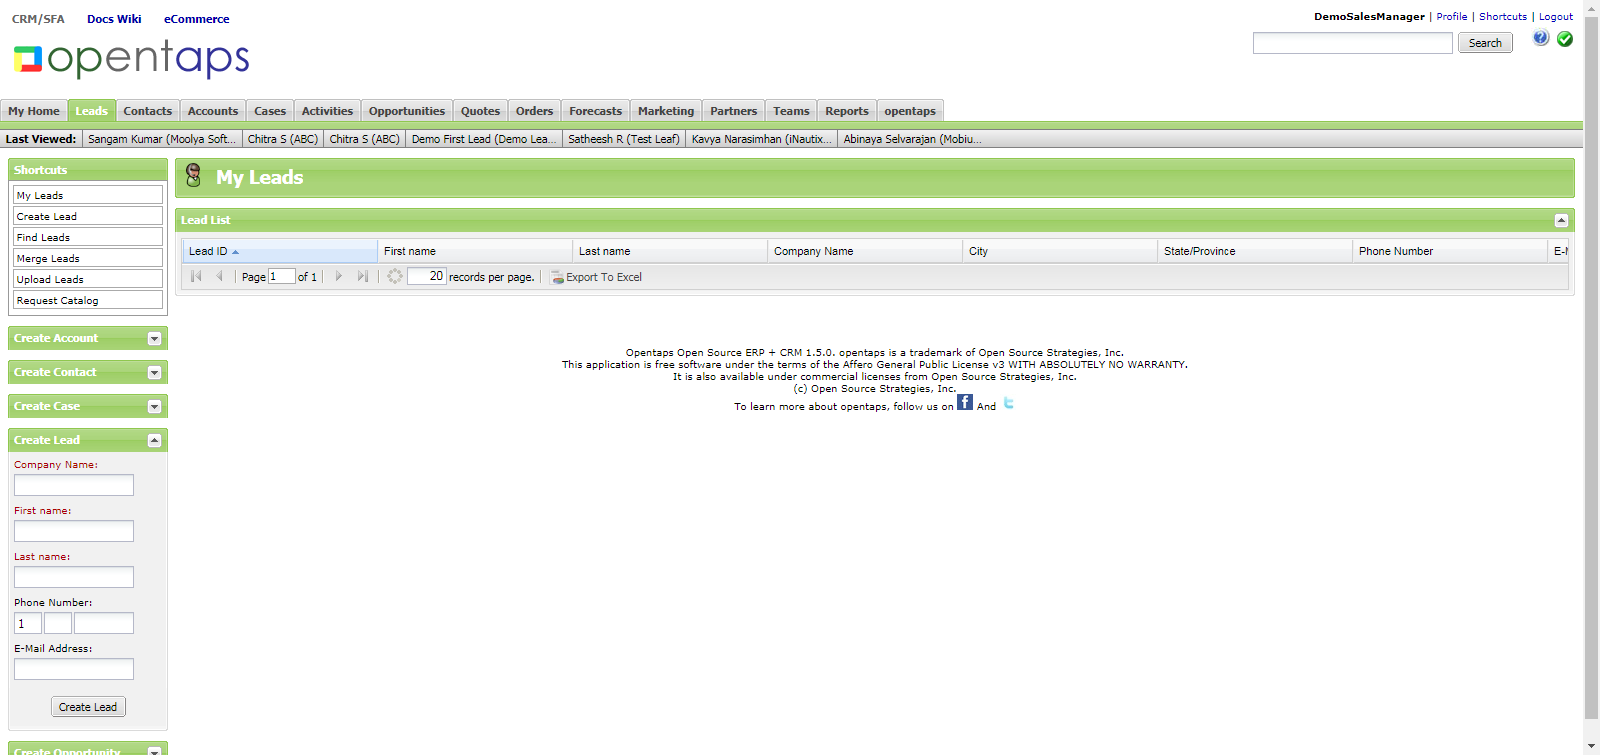 CRM/SFA Docs Wiki eCommerce
DemoSalesManager | Profile | Shortcuts | Logout
opentaps
Search
My Home Leads Contacts Accounts Cases Activities Opportunities Quotes Orders Forecasts Marketing Partners Teams Reports opentaps
Last Viewed: Sangam Kumar (Moolya Soft... Chitra S (ABC) Chitra S (ABC) Demo First Lead (Demo Lea... Satheesh R (Test Leaf) Kavya Narasimhan (iNautix... Abinaya Selvarajan (Mobiu...
Shortcuts
My Leads
Create Lead
Find Leads
Merge Leads
Upload Leads
Request Catalog
Create Account
Create Contact
Create Case
Create Lead
Company Name:
First name:
Last name:
Phone Number:
1
E-Mail Address:
Create Lead
Create Opportunity
My Leads
Lead List
Lead ID First name Last name Company Name City State/Province Phone Number E-M
Page 1 of 1 20 records per page. Export To Excel
Opentaps Open Source ERP + CRM 1.5.0. opentaps is a trademark of Open Source Strategies, Inc.
This application is free software under the terms of the Affero General Public License v3 WITH ABSOLUTELY NO WARRANTY.
It is also available under commercial licenses from Open Source Strategies, Inc.
(c) Open Source Strategies, Inc.
To learn more about opentaps, follow us on f And t